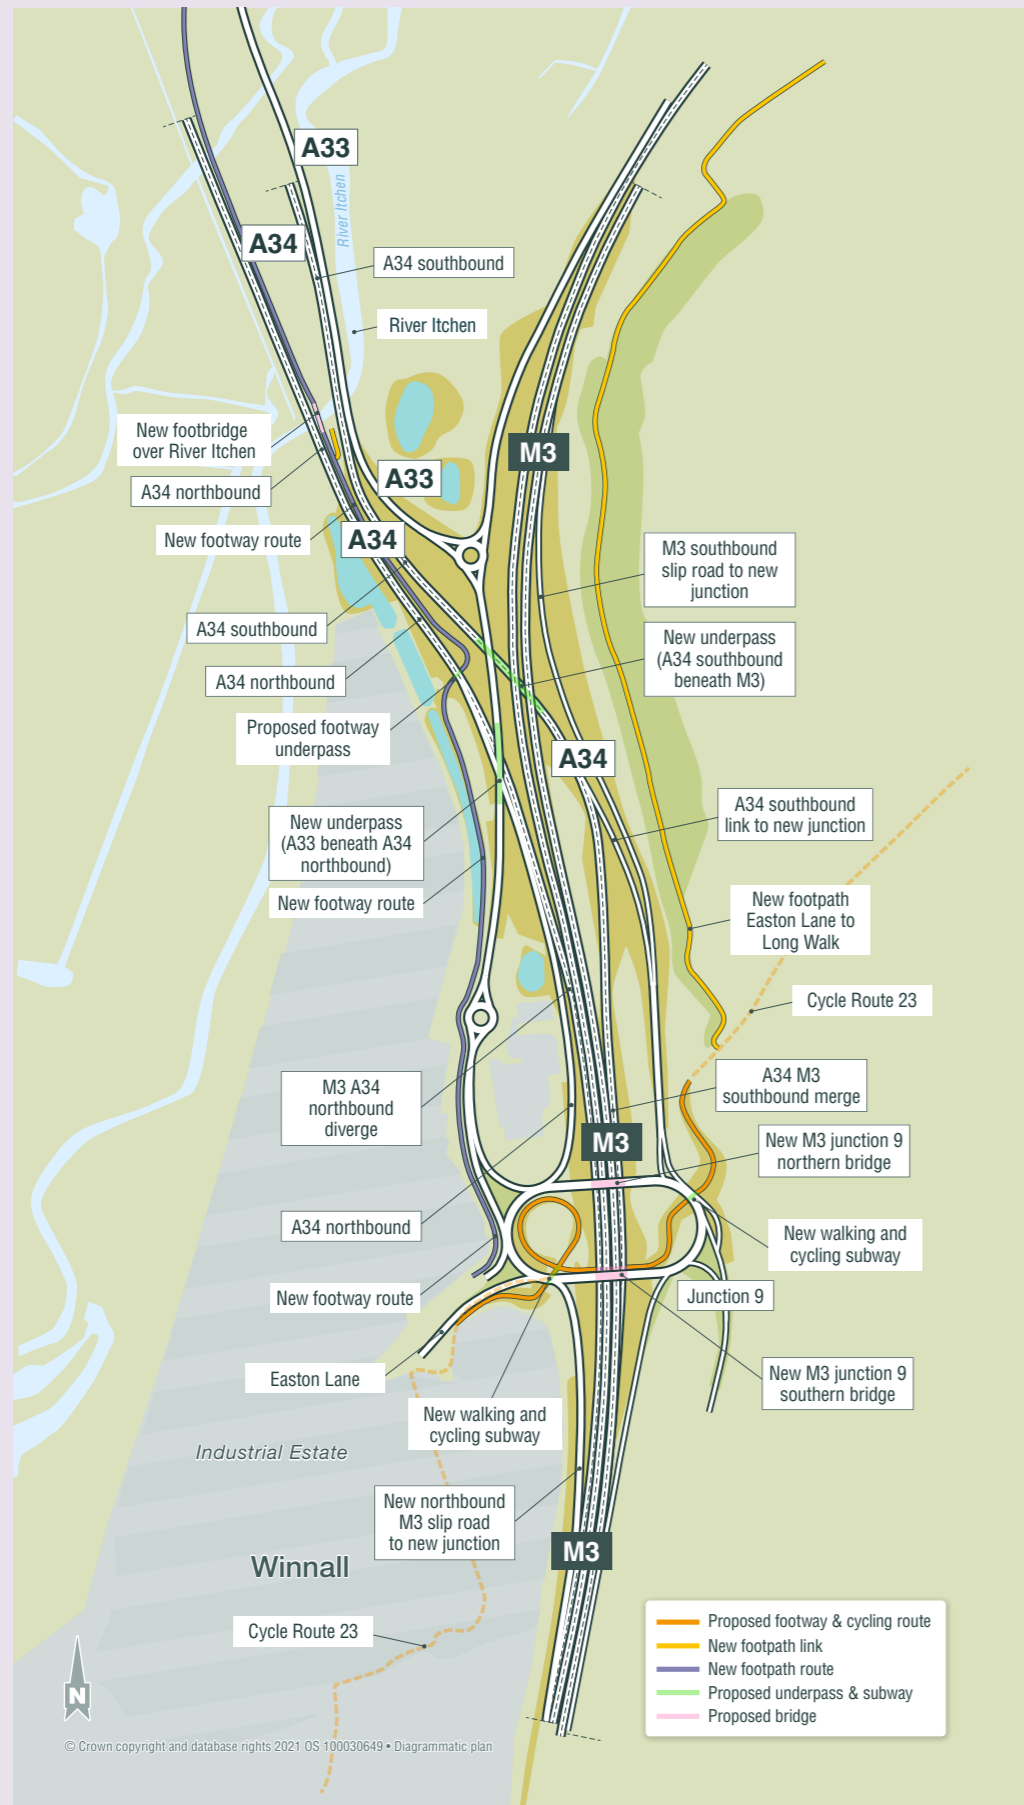 A33
River Itchen
A34
A34 southbound
River Itchen
New footbridge
over River Itchen
M3
A33
A34 northbound
New footway route
A34
M3 southbound
slip road to new
junction
A34 southbound
New underpass
(A34 southbound
beneath M3)
A34 northbound
Proposed footway
underpass
A34
New underpass
(A33 beneath A34
northbound)
A34 southbound
link to new junction
New footway route
New footpath
Easton Lane to
Long Walk
Cycle Route 23
M3 A34
northbound
diverge
A34 M3
southbound merge
M3
New M3 junction 9
northern bridge
A34 northbound
New walking and
cycling subway
New footway route
Junction 9
Easton Lane
New M3 junction 9
southern bridge
New walking and
cycling subway
Industrial Estate
New northbound
M3 slip road
to new junction
M3
Winnall
Cycle Route 23
Proposed footway & cycling route
New footpath link
New footpath route
Proposed underpass & subway
Proposed bridge
N
© Crown copyright and database rights 2021 OS 100030649 • Diagrammatic plan